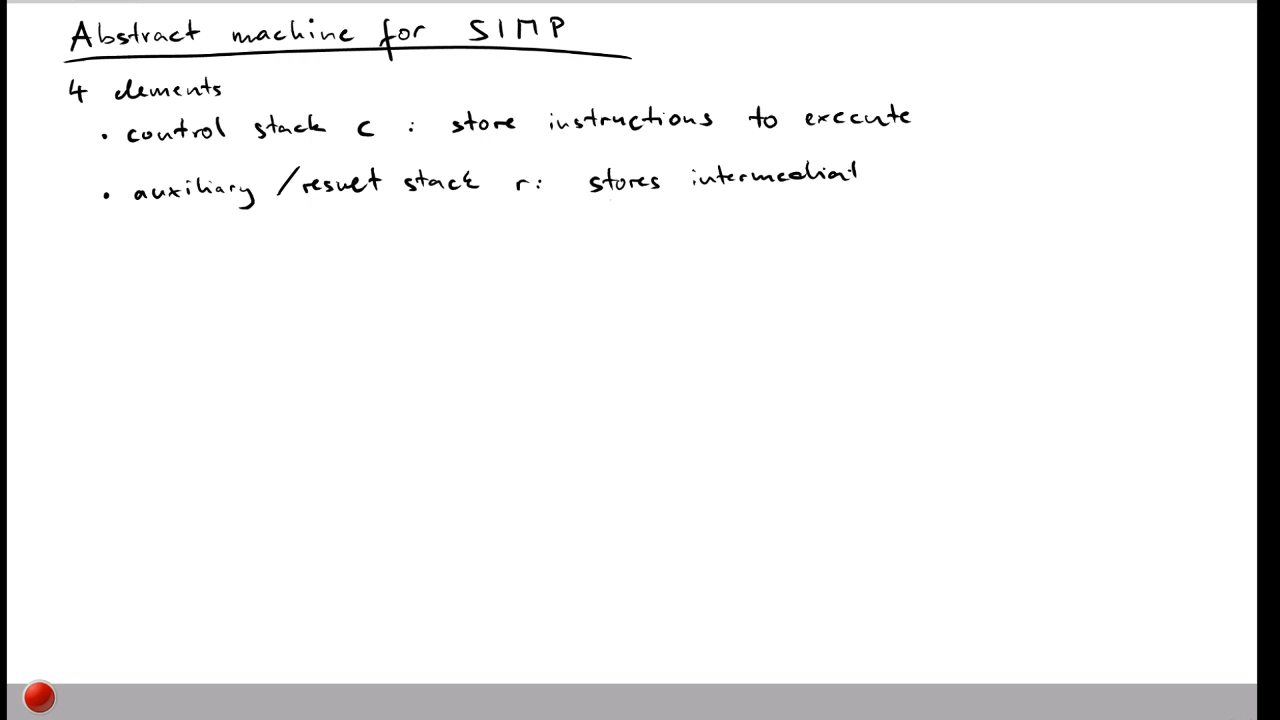 Abstract machine for SIMP
4 elements
• control stack c : store instructions to execute
• auxiliary / result stack r: stores intermediat